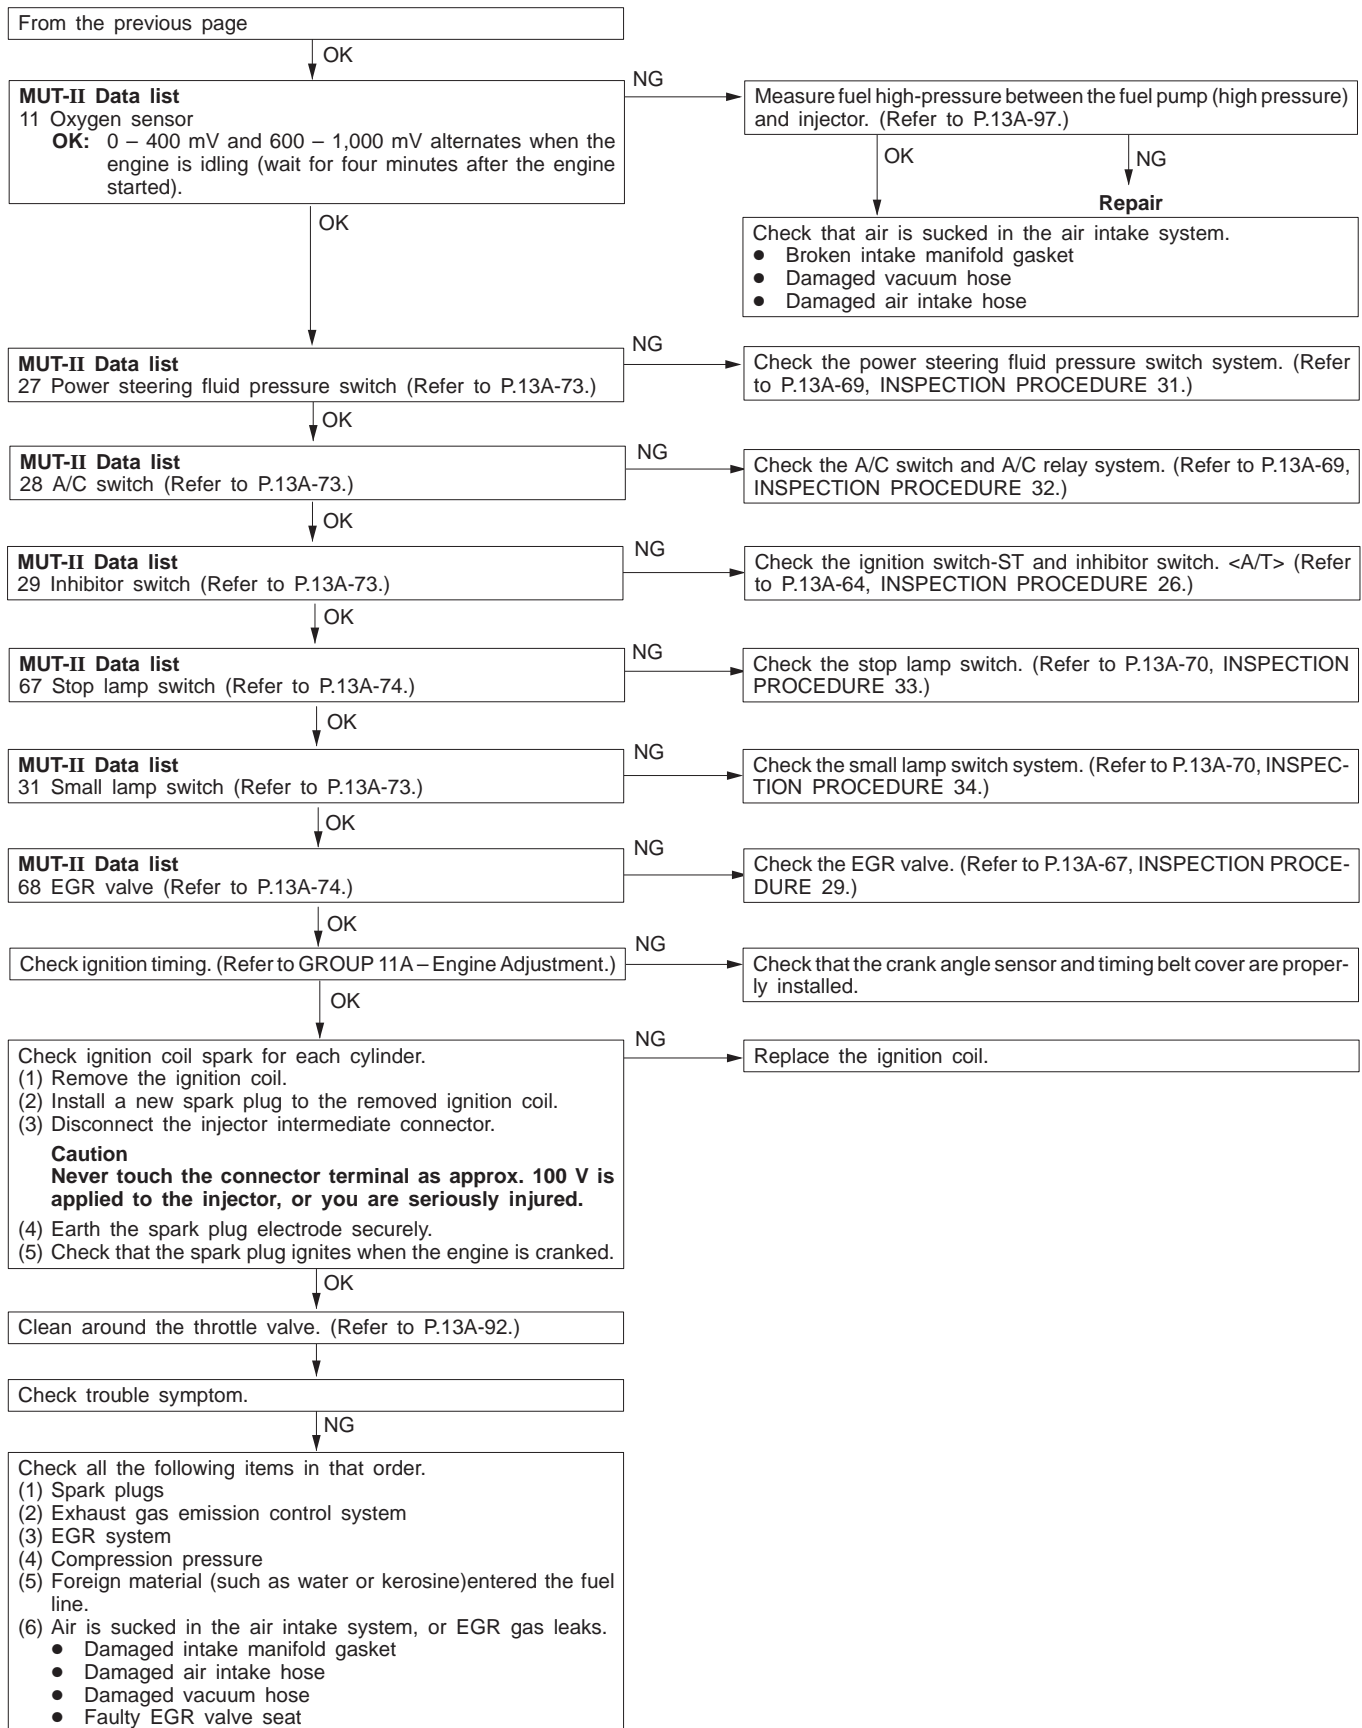 From the previous page
OK
MUT-II Data list
11 Oxygen sensor
OK: 0 – 400 mV and 600 – 1,000 mV alternates when the
engine is idling (wait for four minutes after the engine
started).
NG
Measure fuel high-pressure between the fuel pump (high pressure)
and injector. (Refer to P.13A-97.)
OK
NG
Repair
Check that air is sucked in the air intake system.
● Broken intake manifold gasket
● Damaged vacuum hose
● Damaged air intake hose
OK
MUT-II Data list
27 Power steering fluid pressure switch (Refer to P.13A-73.)
NG
Check the power steering fluid pressure switch system. (Refer
to P.13A-69, INSPECTION PROCEDURE 31.)
OK
MUT-II Data list
28 A/C switch (Refer to P.13A-73.)
NG
Check the A/C switch and A/C relay system. (Refer to P.13A-69,
INSPECTION PROCEDURE 32.)
OK
MUT-II Data list
29 Inhibitor switch (Refer to P.13A-73.)
NG
Check the ignition switch-ST and inhibitor switch. <A/T> (Refer
to P.13A-64, INSPECTION PROCEDURE 26.)
OK
MUT-II Data list
67 Stop lamp switch (Refer to P.13A-74.)
NG
Check the stop lamp switch. (Refer to P.13A-70, INSPECTION
PROCEDURE 33.)
OK
MUT-II Data list
31 Small lamp switch (Refer to P.13A-73.)
NG
Check the small lamp switch system. (Refer to P.13A-70, INSPEC-
TION PROCEDURE 34.)
OK
MUT-II Data list
68 EGR valve (Refer to P.13A-74.)
NG
Check the EGR valve. (Refer to P.13A-67, INSPECTION PROCE-
DURE 29.)
OK
Check ignition timing. (Refer to GROUP 11A – Engine Adjustment.)
NG
Check that the crank angle sensor and timing belt cover are proper-
ly installed.
OK
Check ignition coil spark for each cylinder.
(1) Remove the ignition coil.
(2) Install a new spark plug to the removed ignition coil.
(3) Disconnect the injector intermediate connector.
Caution
Never touch the connector terminal as approx. 100 V is
applied to the injector, or you are seriously injured.
(4) Earth the spark plug electrode securely.
(5) Check that the spark plug ignites when the engine is cranked.
NG
Replace the ignition coil.
OK
Clean around the throttle valve. (Refer to P.13A-92.)
Check trouble symptom.
NG
Check all the following items in that order.
(1) Spark plugs
(2) Exhaust gas emission control system
(3) EGR system
(4) Compression pressure
(5) Foreign material (such as water or kerosine)entered the fuel
line.
(6) Air is sucked in the air intake system, or EGR gas leaks.
● Damaged intake manifold gasket
● Damaged air intake hose
● Damaged vacuum hose
● Faulty EGR valve seat